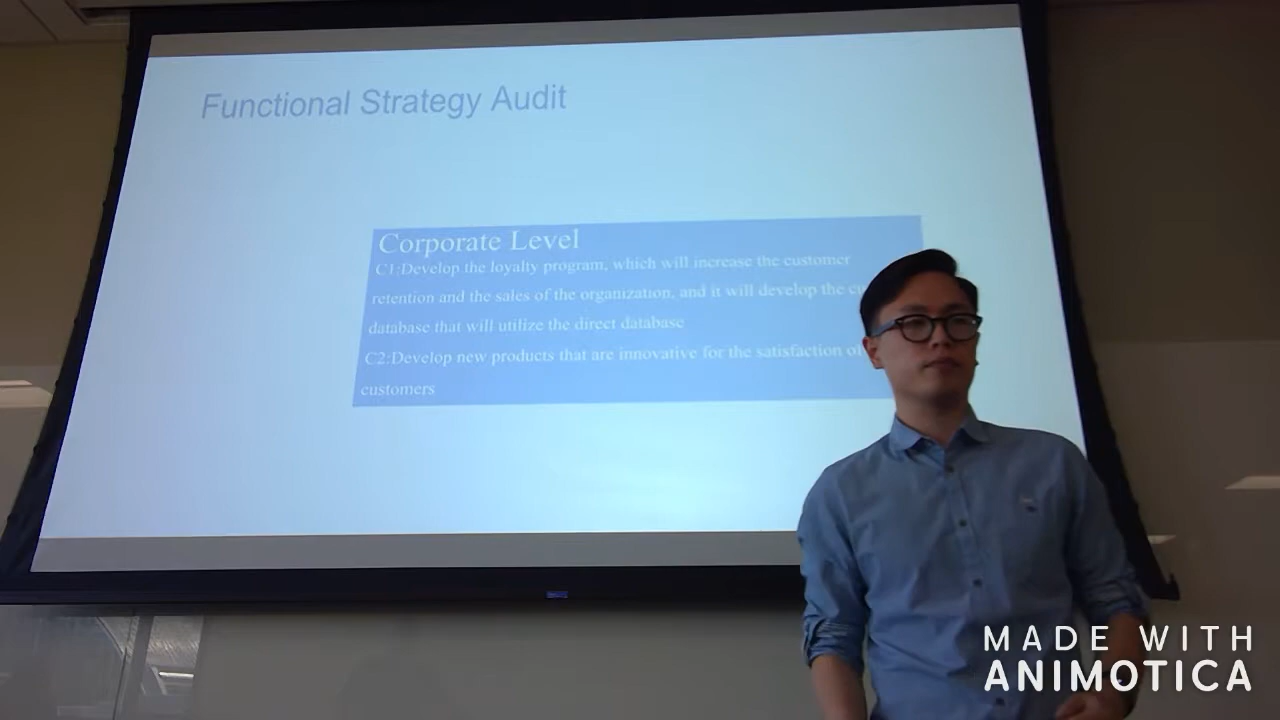 Functional Strategy Audit
Corporate Level
C1:Develop the loyalty program, which will increase the customer
retention and the sales of the organization, and it will develop the
database that will utilize the direct database
C2:Develop new products that are innovative for the satisfaction of
customers
MADE WITH
ANIMOTICA